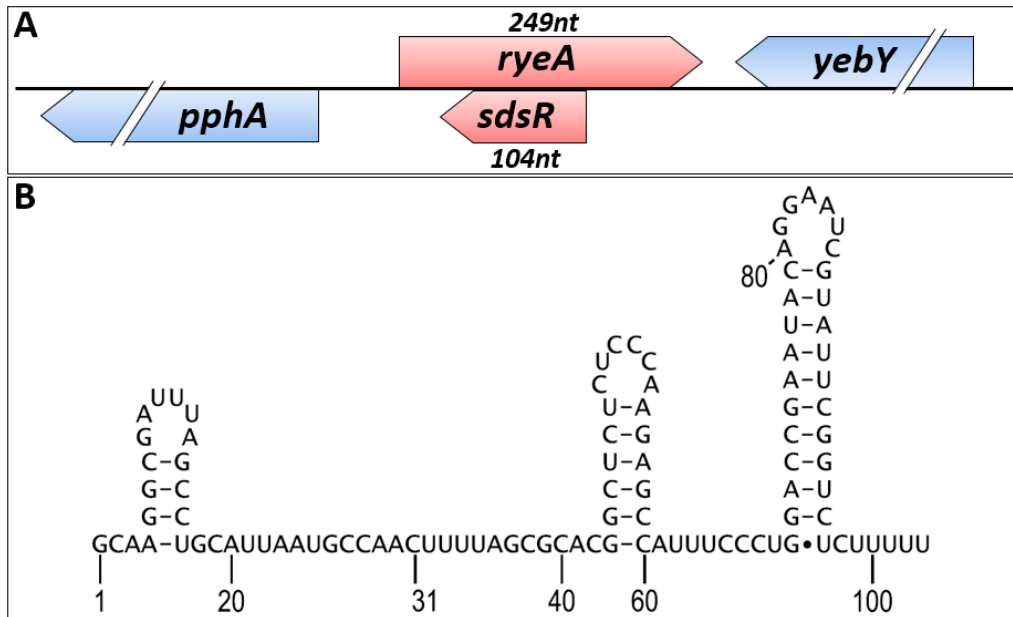 A
249nt
ryeA
yebY
pphA
sdsR
104nt
B
A
G A
G U
A C
80 C–G
A–U
U–A
C C A–U
U C
C A A–U
U U
A U U–A G–C
G A C–G C–G
C–G U–A C–G
G–C C–G A–U
G–C G–C G–C
GCAA–UGCAUUAAUGCCAACUUUUAGCGCACG–CAUUUCCCUG•UCUUUUU
1 20 31 40 60 100